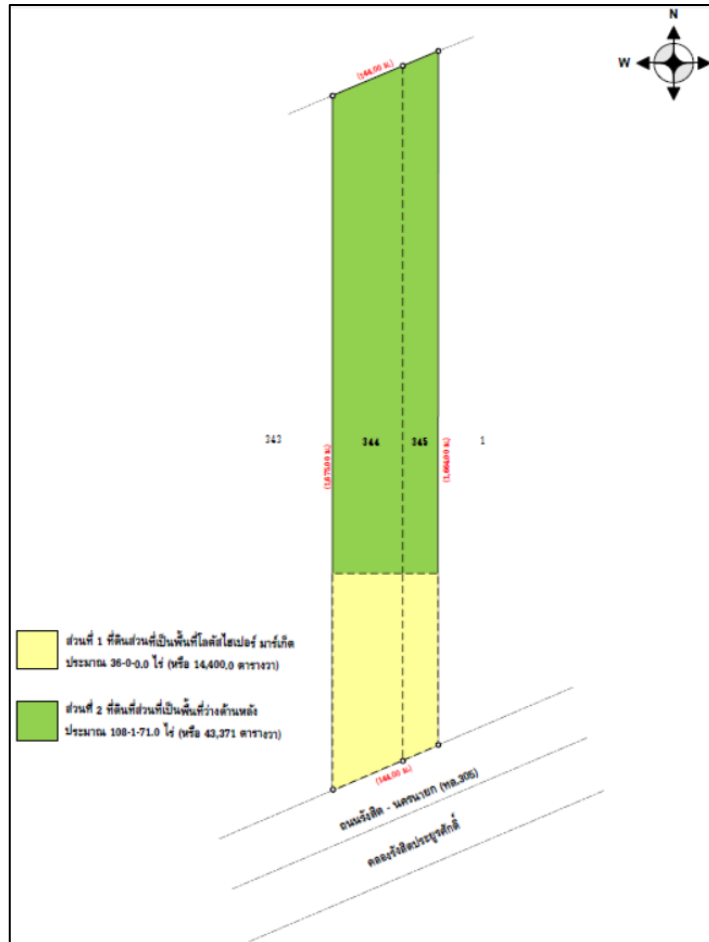 N
W
(144.00 ม.)
343
344
345
1
(1,675.00 ม.)
(1,664.00 ม.)
ส่วนที่ 1 ที่ดินส่วนที่เป็นพื้นที่โลตัสไฮเปอร์ มาร์เก็ต
ประมาณ 36-0-0.0 ไร่ (หรือ 14,400.0 ตารางวา)
ส่วนที่ 2 ที่ดินที่ส่วนที่เป็นพื้นที่ว่างด้านหลัง
ประมาณ 108-1-71.0 ไร่ (หรือ 43,371 ตารางวา)
(144.00 ม.)
ถนนรังสิต - นครนายก (ทล.305)
คลองรังสิตประยูรศักดิ์